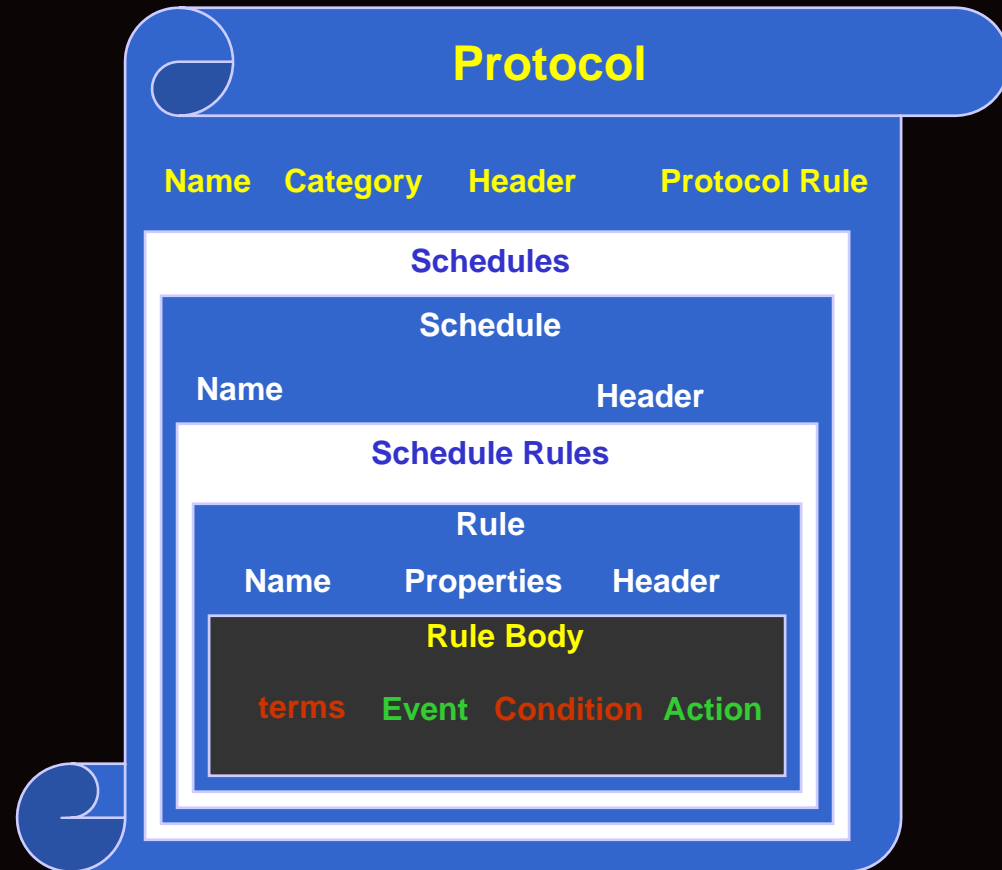 Protocol
Name Category Header Protocol Rule
Schedules
Schedule
Name Header
Schedule Rules
Rule
Name Properties Header
Rule Body
terms Event Condition Action